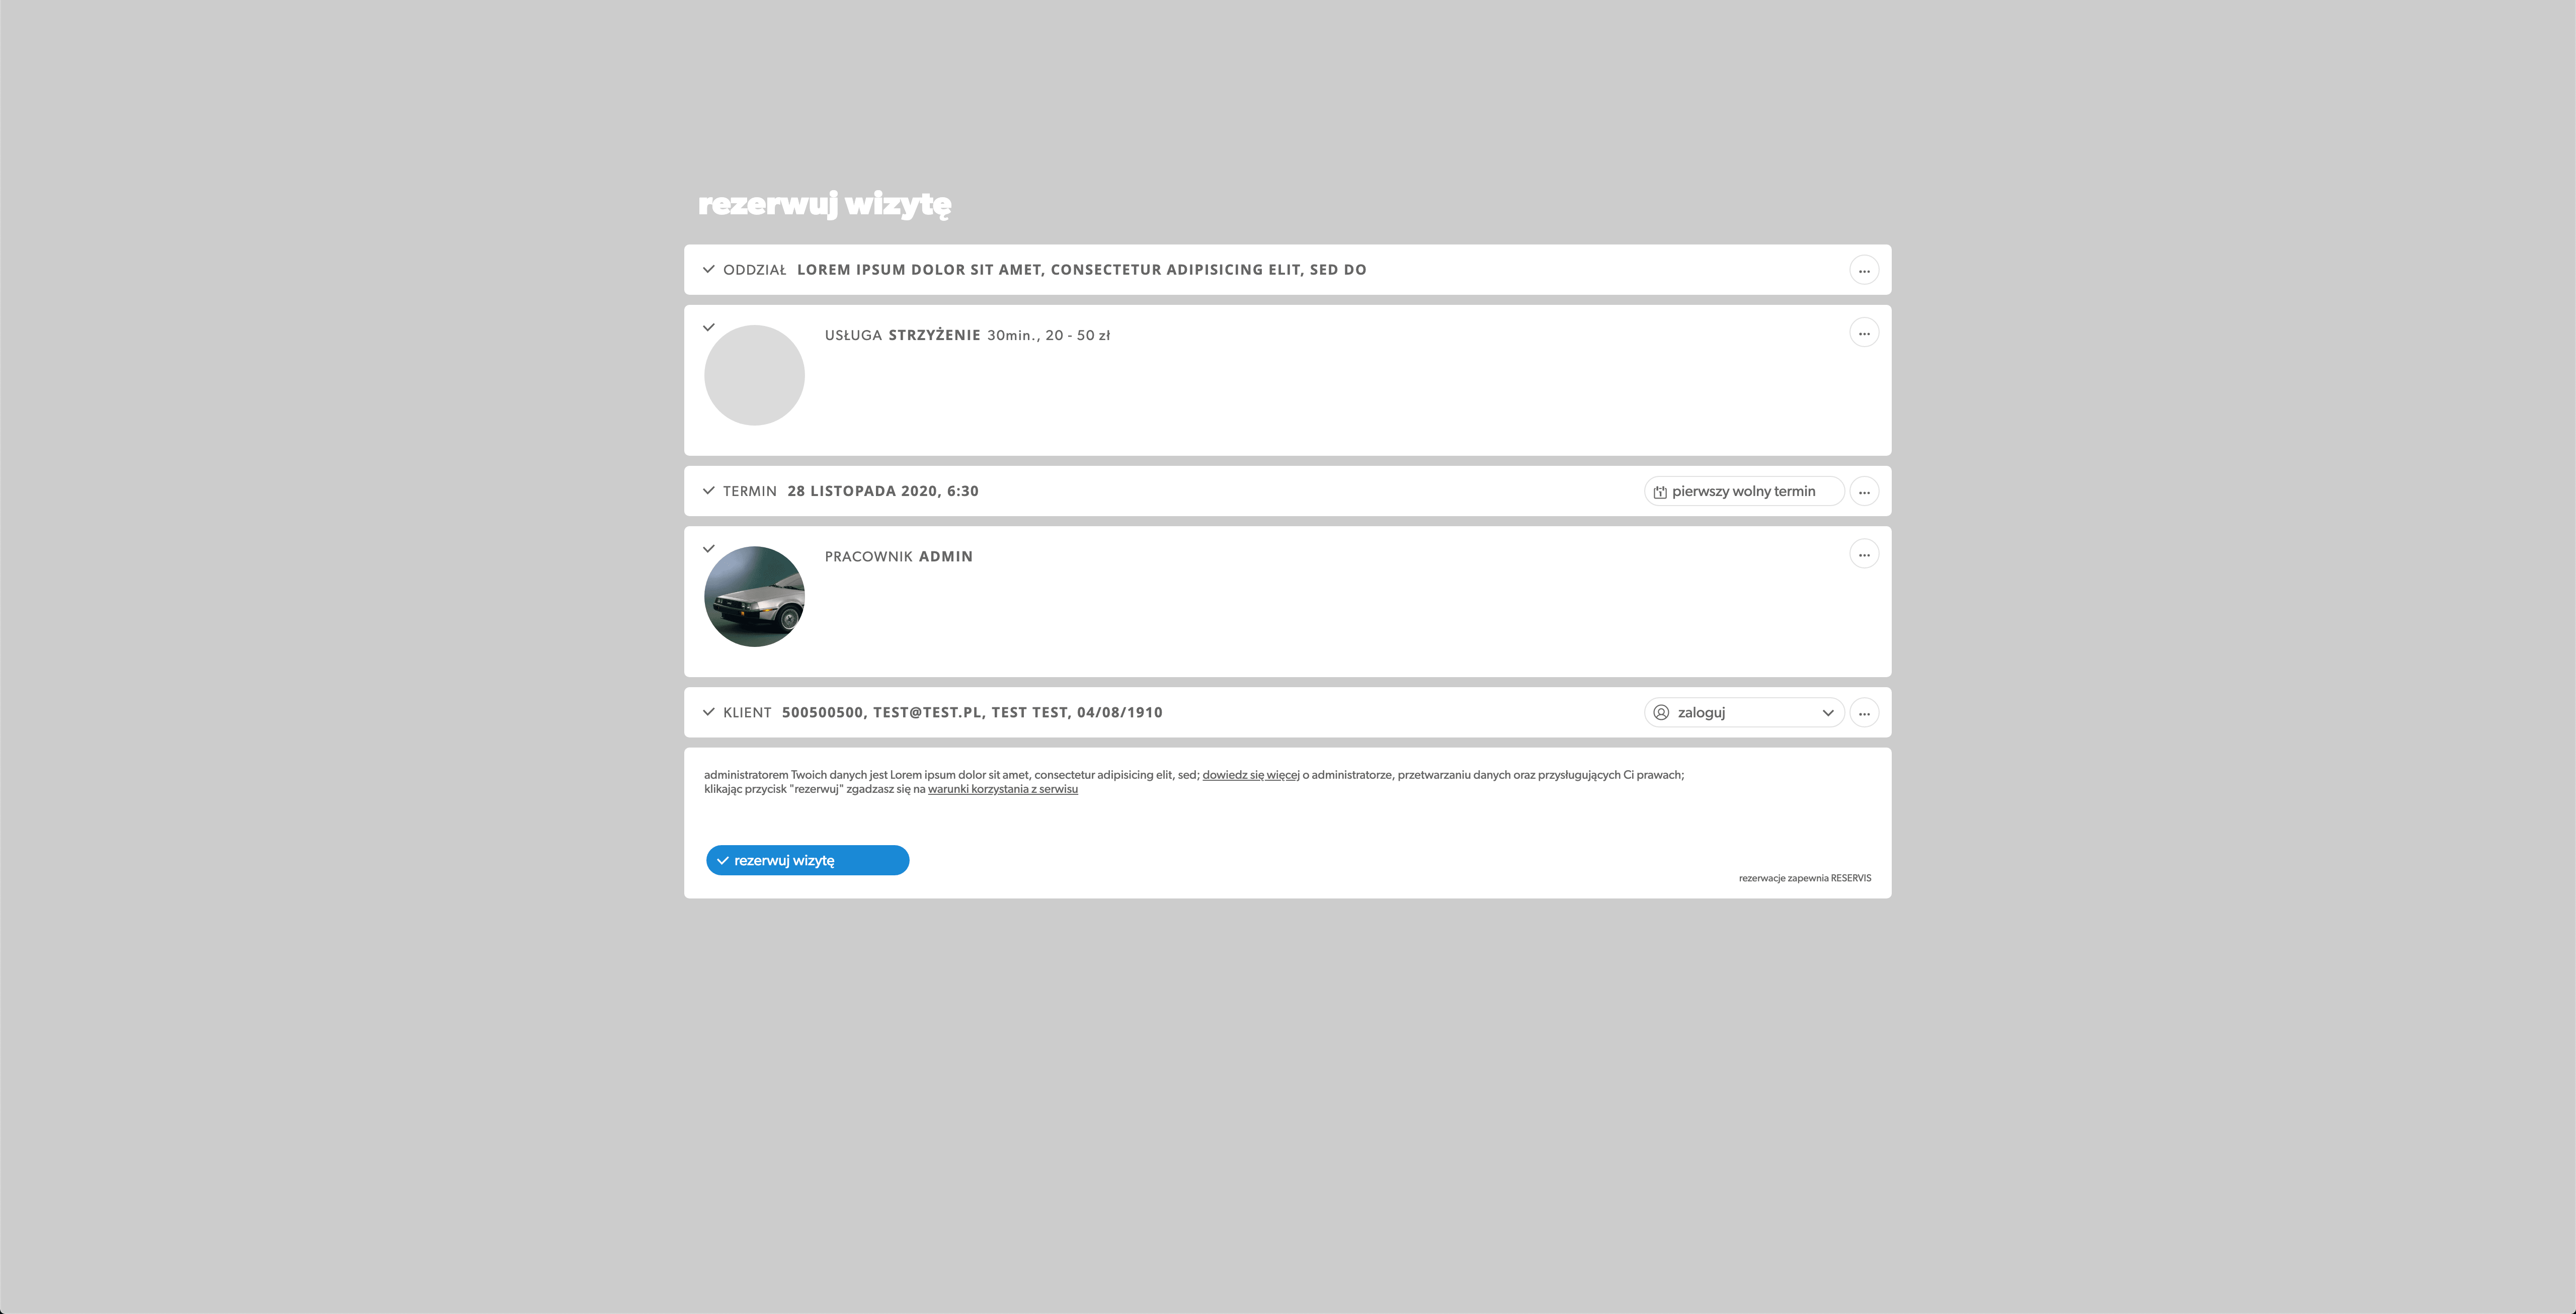 rezerwuj wizytę
ODDZIAŁ LOREM IPSUM DOLOR SIT AMET, CONSECTETUR ADIPISICING ELIT, SED DO
USŁUGA STRZYŻENIE 30min., 20 - 50 zł
TERMIN 28 LISTOPADA 2020, 6:30
pierwszy wolny termin
PRACOWNIK ADMIN
KLIENT 500500500, TEST@TEST.PL, TEST TEST, 04/08/1910
zaloguj
administratorem Twoich danych jest Lorem ipsum dolor sit amet, consectetur adipisicing elit, sed; dowiedz się więcej o administratorze, przetwarzaniu danych oraz przysługujących Ci prawach;
klikając przycisk "rezerwuj" zgadzasz się na warunki korzystania z serwisu
rezerwuj wizytę
rezerwacje zapewnia RESERVIS